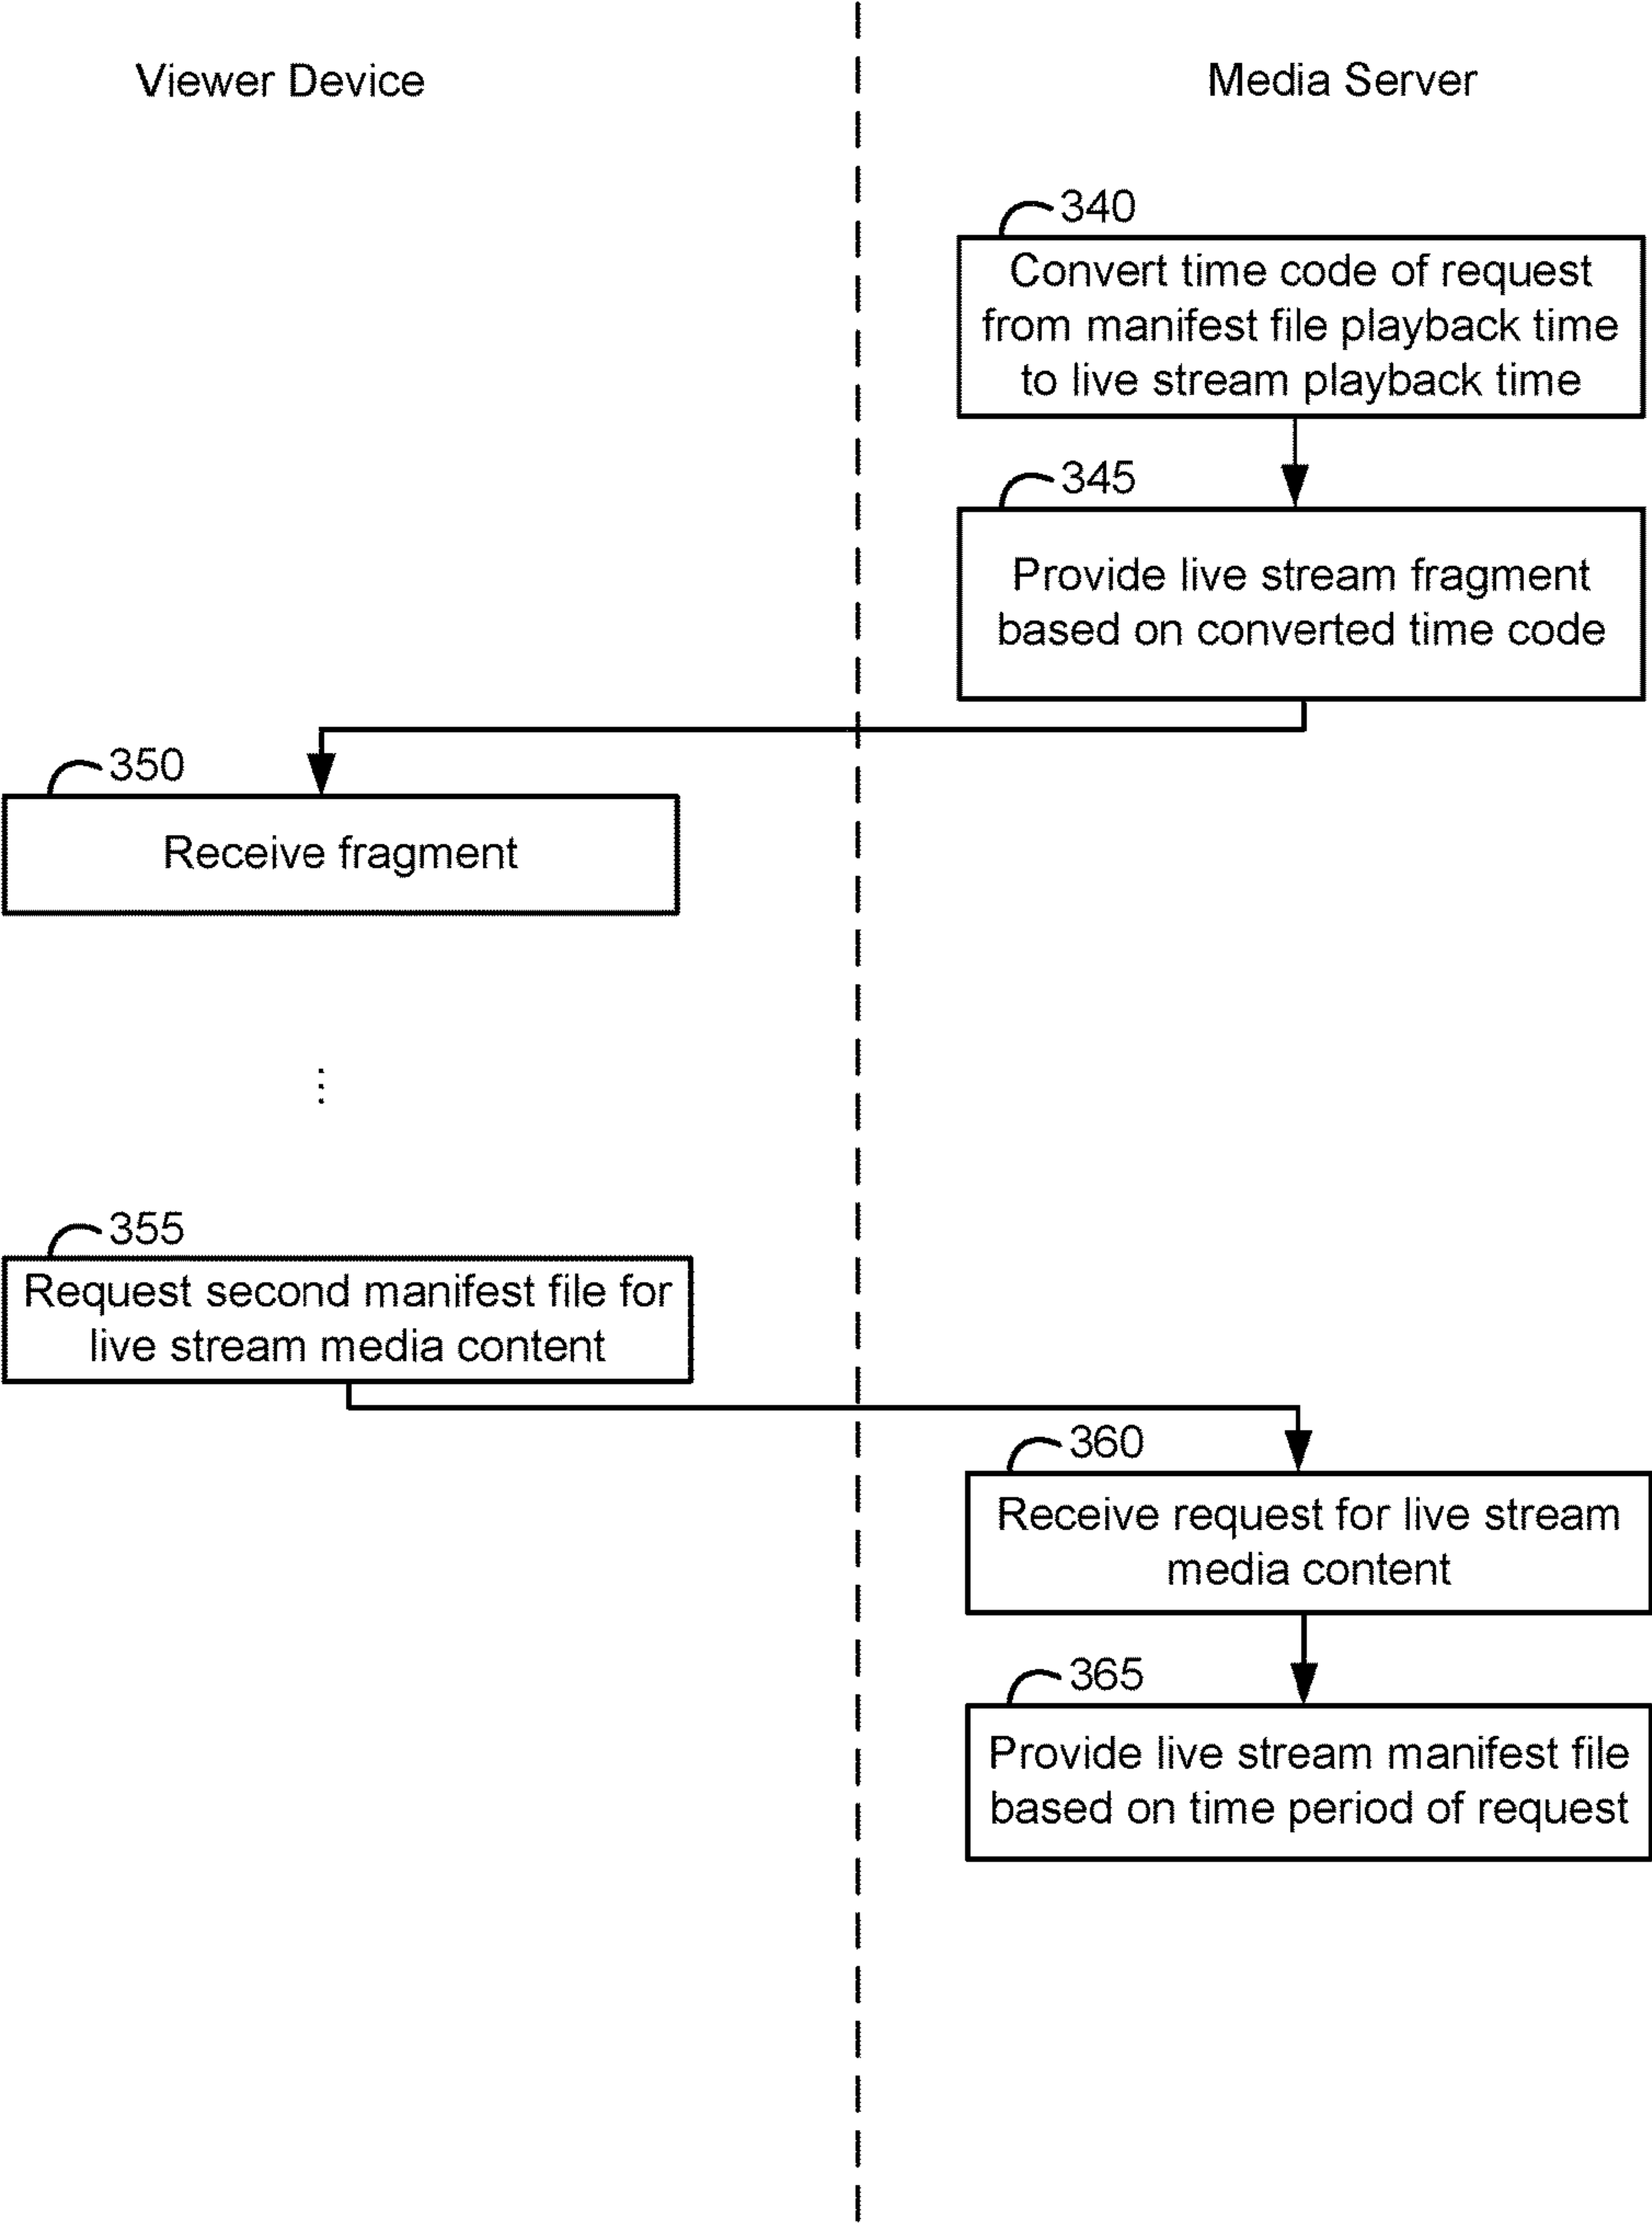 Viewer Device
Media Server
340
Convert time code of request
from manifest file playback time
to live stream playback time
345
Provide live stream fragment
based on converted time code
350
Receive fragment
⋮
355
Request second manifest file for
live stream media content
360
Receive request for live stream
media content
365
Provide live stream manifest file
based on time period of request